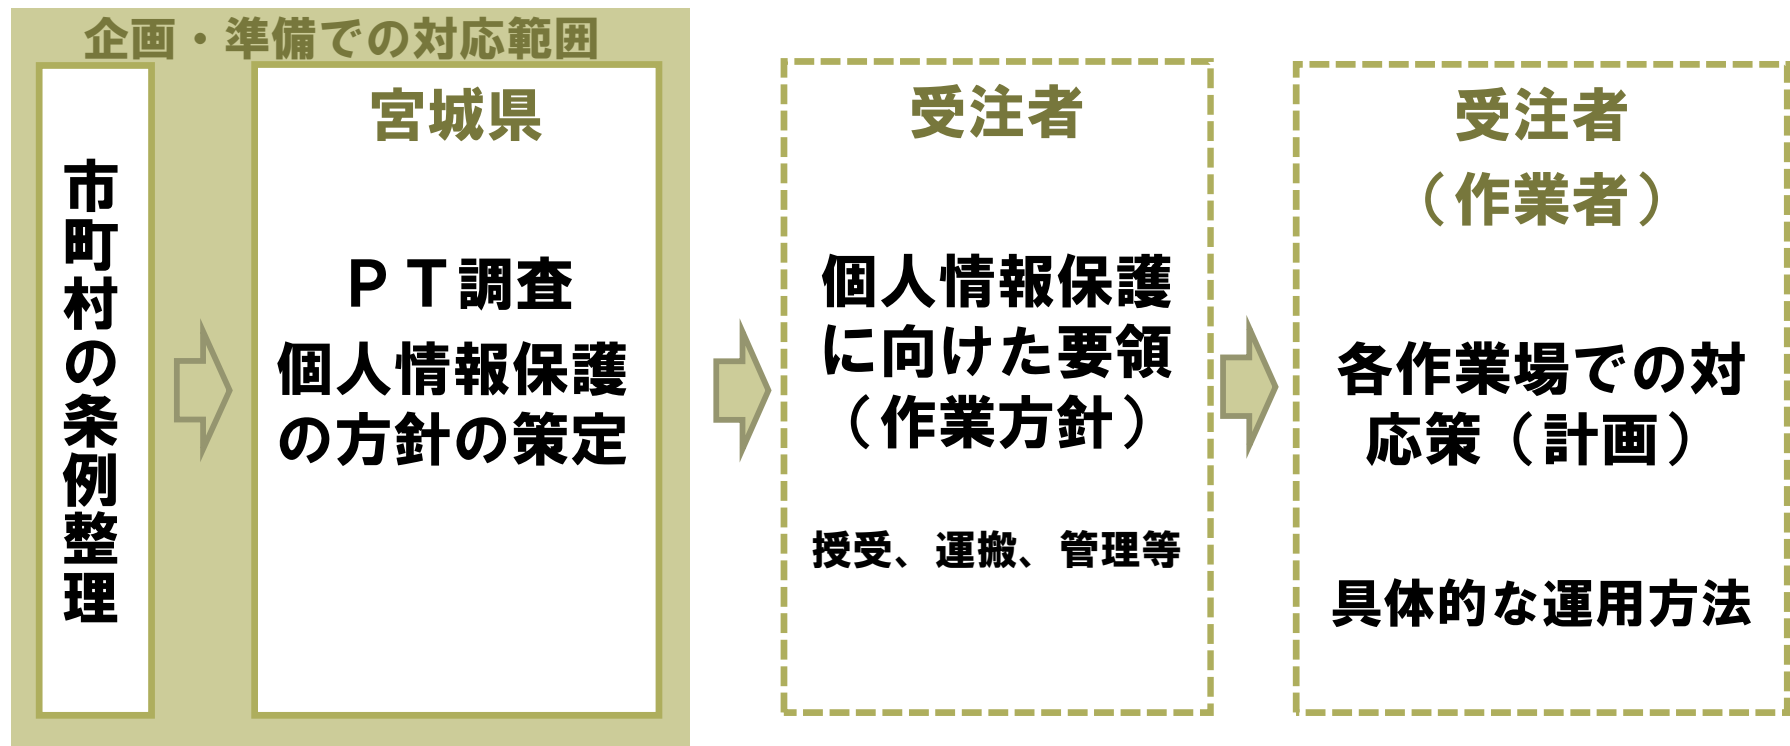 企画・準備での対応範囲
市町村の条例整理
宮城県
ＰＴ調査
個人情報保護
の方針の策定
受注者
個人情報保護
に向けた要領
（作業方針）
授受、運搬、管理等
受注者
（作業者）
各作業場での対
応策（計画）
具体的な運用方法